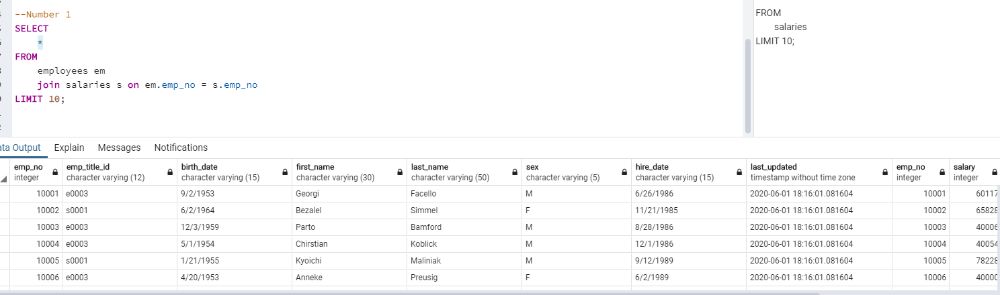 --Number 1
SELECT
*
FROM
employees em
join salaries s on em.emp_no = s.emp_no
LIMIT 10;
FROM
salaries
LIMIT 10;
Output Explain Messages Notifications
emp_no emp_title_id birth_date first_name last_name sex hire_date last_updated emp_no salary
integer character varying (12) character varying (15) character varying (30) character varying (50) character varying (5) character varying (15) timestamp without time zone integer integer
10001 e0003 9/2/1953 Georgi Facello M 6/26/1986 2020-06-01 18:16:01.081604 10001 60117
10002 s0001 6/2/1964 Bezalel Simmel F 11/21/1985 2020-06-01 18:16:01.081604 10002 65828
10003 e0003 12/3/1959 Parto Bamford M 8/28/1986 2020-06-01 18:16:01.081604 10003 40006
10004 e0003 5/1/1954 Chirstian Koblick M 12/1/1986 2020-06-01 18:16:01.081604 10004 40054
10005 s0001 1/21/1955 Kyoichi Maliniak M 9/12/1989 2020-06-01 18:16:01.081604 10005 78228
10006 e0003 4/20/1953 Anneke Preusig F 6/2/1989 2020-06-01 18:16:01.081604 10006 40000